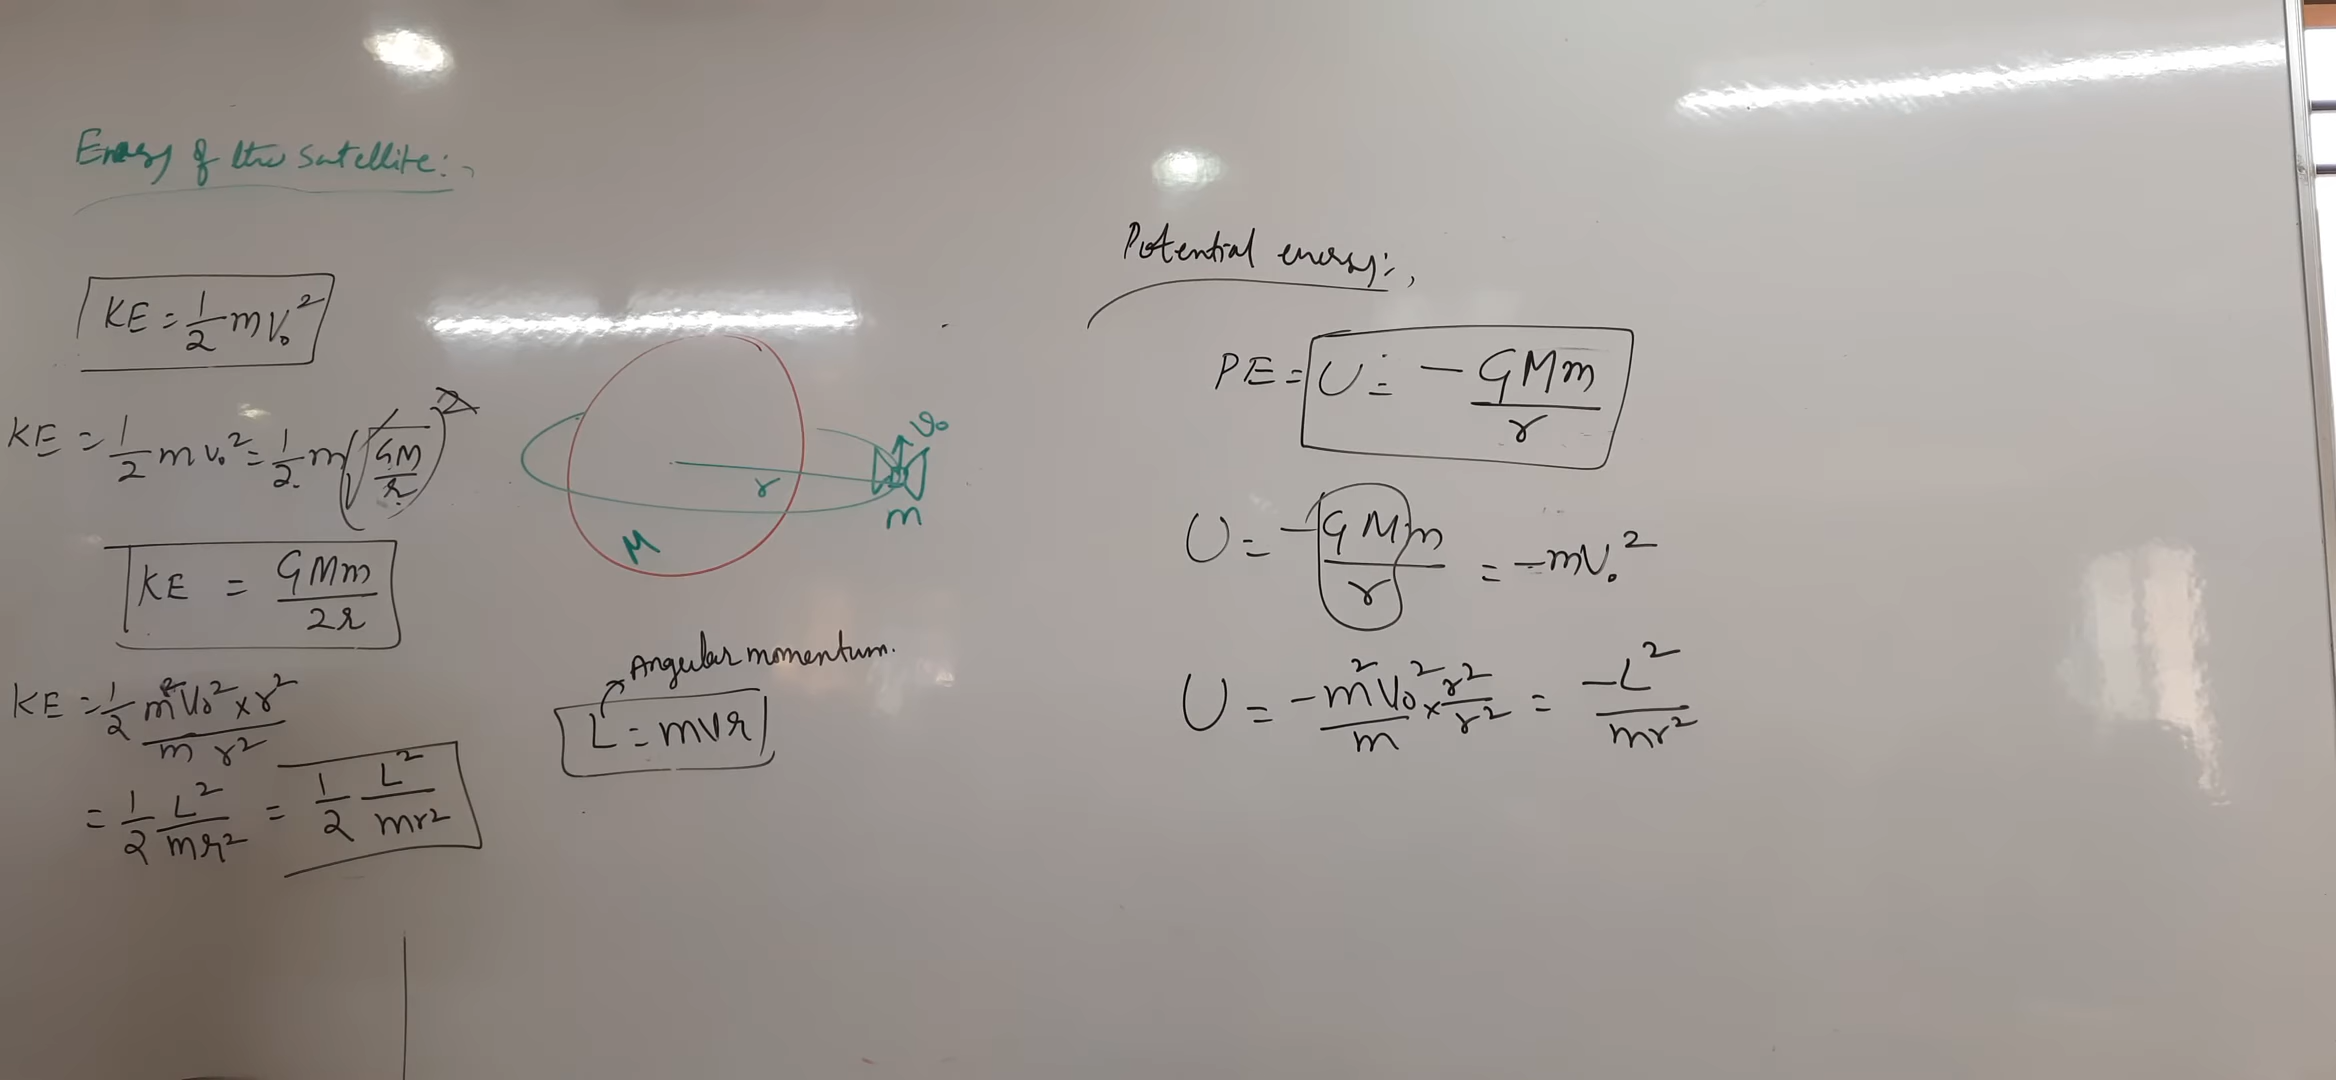 Energy of the satellite:
KE = 1/2 mV₀²
KE = 1/2 mv₀² = 1/2 m(√(GM/r))²
KE = GMm/2r
KE = 1/2 m²V₀² × r² / m r²
= 1/2 L²/mr² = 1/2 L²/mr²
v₀
r
m
M
Angular momentum.
L = mvr
Potential energy:
PE = U = - GMm/r
U = - GMm/r = -mv₀²
U = - m²v₀²/m × r²/r² = -L²/mr²